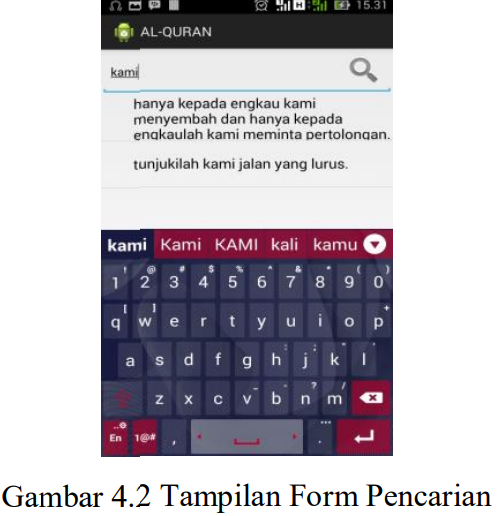 15.31
AL-QURAN
kami
hanya kepada engkau kami
menyembah dan hanya kepada
engkaulah kami meminta pertolongan.
tunjukilah kami jalan yang lurus.
kami Kami KAMI kali kamu
! @ # $ % ^ & * ( )
1 2 3 4 5 6 7 8 9 0
[ ] +
q w e r t y u i o p
: ; " '
a s d f g h j k l
- _ ? /
z x c v b n m
En 1@# , .
Gambar 4.2 Tampilan Form Pencarian